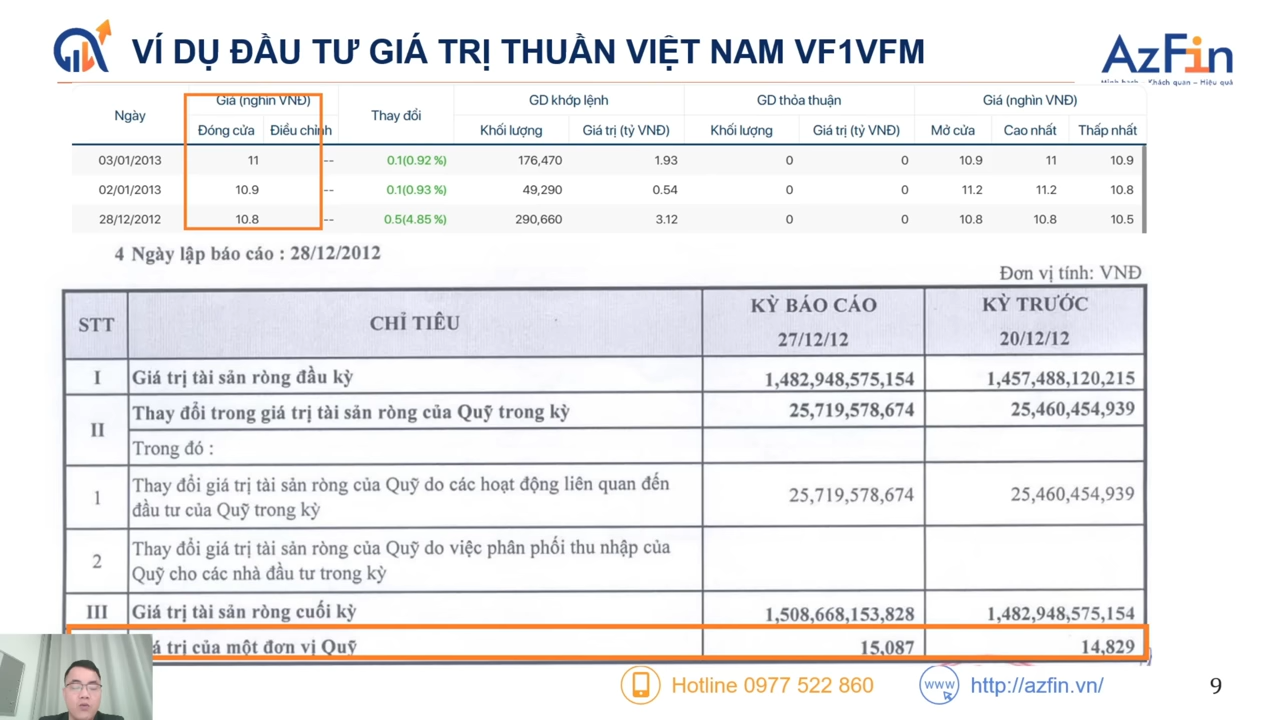 VÍ DỤ ĐẦU TƯ GIÁ TRỊ THUẦN VIỆT NAM VF1VFM
AzFin
Minh bạch – Khách quan – Hiệu quả
Ngày Giá (nghìn VNĐ) Thay đổi GD khớp lệnh GD thỏa thuận Giá (nghìn VNĐ)
Đóng cửa Điều chỉnh Khối lượng Giá trị (tỷ VNĐ) Khối lượng Giá trị (tỷ VNĐ) Mở cửa Cao nhất Thấp nhất
03/01/2013 11 -- 0.1(0.92 %) 176,470 1.93 0 0 10.9 11 10.9
02/01/2013 10.9 -- 0.1(0.93 %) 49,290 0.54 0 0 11.2 11.2 10.8
28/12/2012 10.8 -- 0.5(4.85 %) 290,660 3.12 0 0 10.8 10.8 10.5
4 Ngày lập báo cáo : 28/12/2012
Đơn vị tính: VNĐ
STT CHỈ TIÊU KỲ BÁO CÁO KỲ TRƯỚC
27/12/12 20/12/12
I Giá trị tài sản ròng đầu kỳ 1,482,948,575,154 1,457,488,120,215
II Thay đổi trong giá trị tài sản ròng của Quỹ trong kỳ 25,719,578,674 25,460,454,939
Trong đó :
1 Thay đổi giá trị tài sản ròng của Quỹ do các hoạt động liên quan đến
đầu tư của Quỹ trong kỳ 25,719,578,674 25,460,454,939
2 Thay đổi giá trị tài sản ròng của Quỹ do việc phân phối thu nhập của
Quỹ cho các nhà đầu tư trong kỳ
III Giá trị tài sản ròng cuối kỳ 1,508,668,153,828 1,482,948,575,154
á trị của một đơn vị Quỹ 15,087 14,829
Hotline 0977 522 860 www http://azfin.vn/ 9